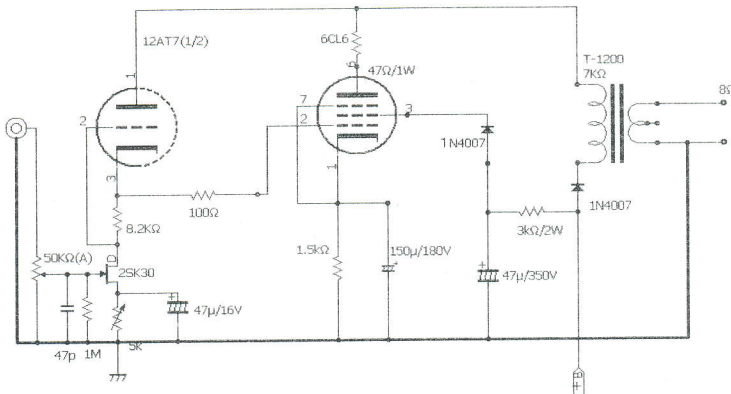 12AT7(1/2)
6CL6
47Ω/1W
T-1200
7KΩ
8Ω
1
6
7
2
3
2
1N4007
3
1
100Ω
1N4007
8.2KΩ
3kΩ/2W
50KΩ(A)
D
2SK30
1.5kΩ
150μ/180V
+
47μ/350V
+
47μ/16V
+
47p
1M
5K
+B